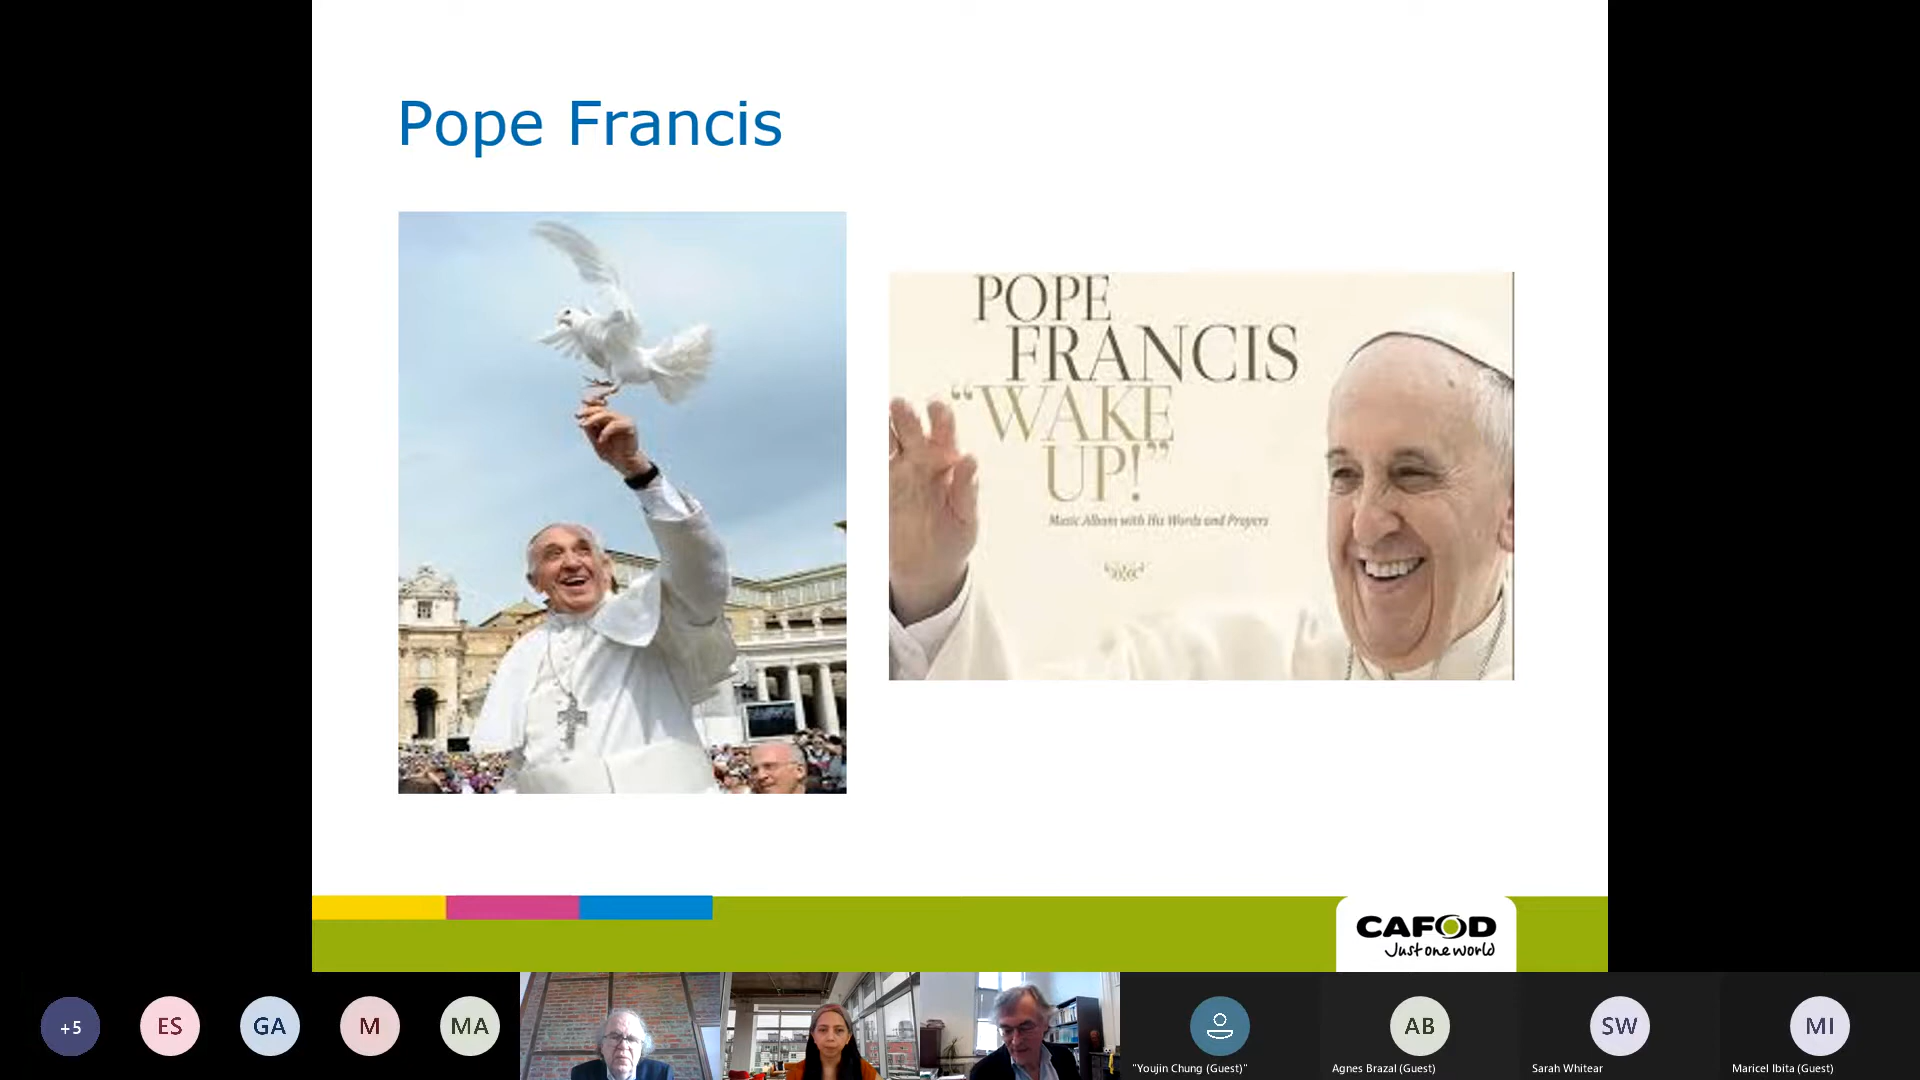 Pope Francis
POPE
FRANCIS
“WAKE
UP!”
Music Album with His Words and Prayers
CAFOD
Just one world
+5
ES
GA
M
MA
AB
SW
MI
"Youjin Chung (Guest)"
Agnes Brazal (Guest)
Sarah Whitear
Maricel Ibita (Guest)